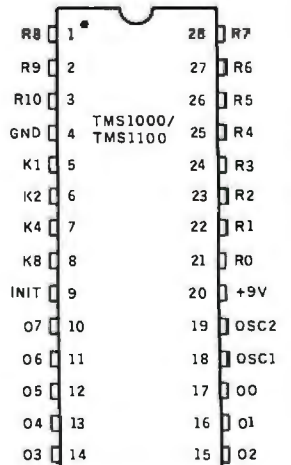 R8 1 28 R7
R9 2 27 R6
R10 3 26 R5
GND 4 TMS1000/ TMS1100 25 R4
K1 5 24 R3
K2 6 23 R2
K4 7 22 R1
K8 8 21 R0
INIT 9 20 +9V
O7 10 19 OSC2
O6 11 18 OSC1
O5 12 17 O0
O4 13 16 O1
O3 14 15 O2